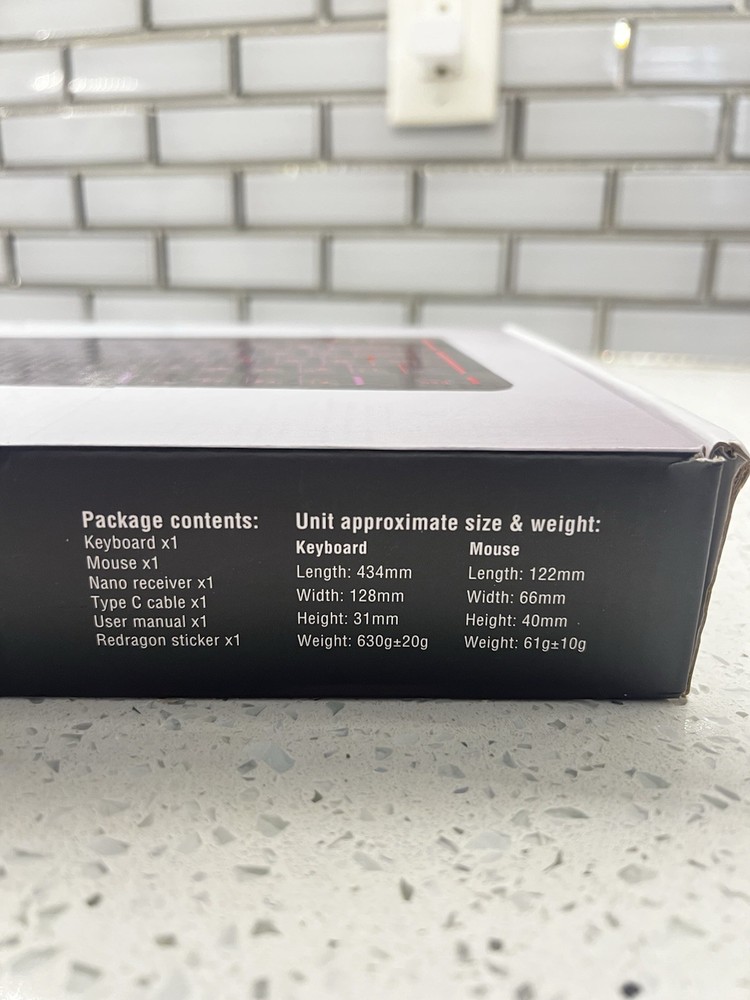 Package contents:
Keyboard x1
Mouse x1
Nano receiver x1
Type C cable x1
User manual x1
Redragon sticker x1
Unit approximate size & weight:
Keyboard
Length: 434mm
Width: 128mm
Height: 31mm
Weight: 630g±20g
Mouse
Length: 122mm
Width: 66mm
Height: 40mm
Weight: 61g±10g